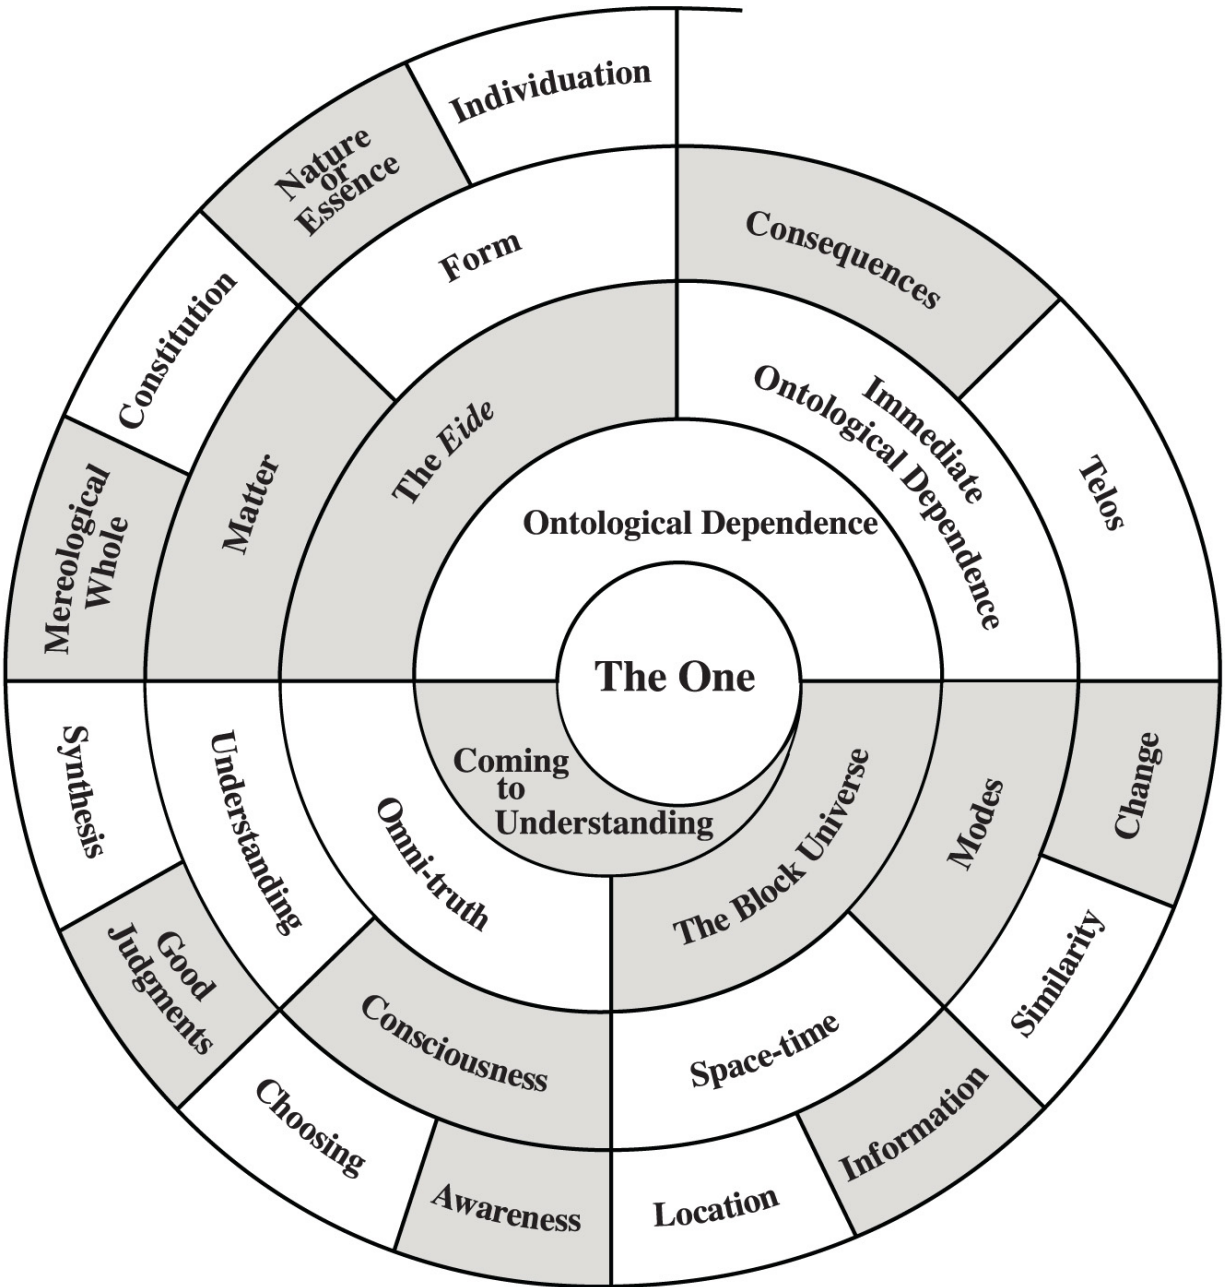 Individuation
Nature
or
Essence
Form
Consequences
Constitution
The Eide
Immediate
Ontological Dependence
Telos
Matter
Mereological
Whole
Ontological Dependence
The One
Synthesis
Understanding
Omni-truth
Coming
to
Understanding
The Block Universe
Modes
Change
Good
Judgments
Consciousness
Space-time
Similarity
Choosing
Awareness
Location
Information